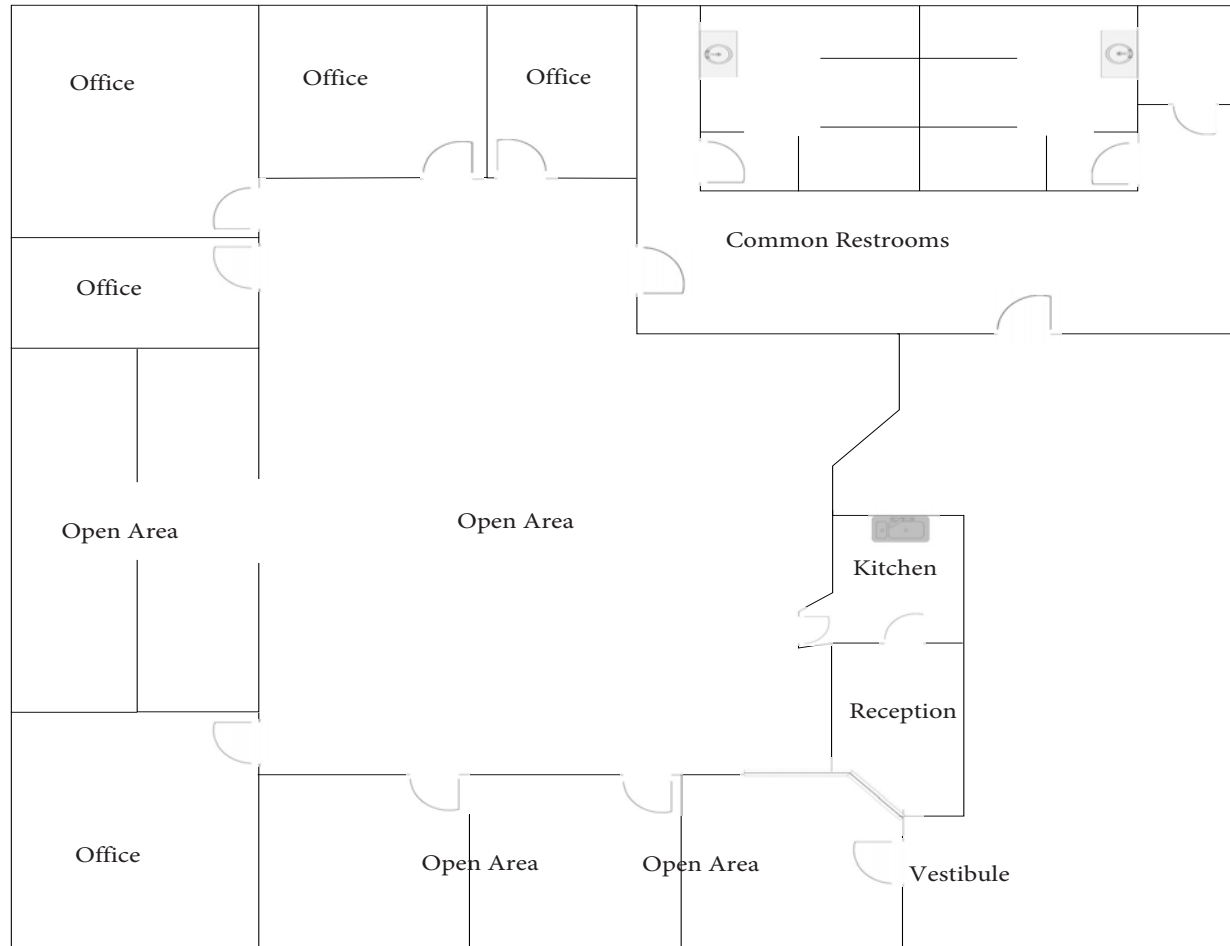 Office
Office
Office
Common Restrooms
Office
Open Area
Open Area
Kitchen
Reception
Office
Open Area
Open Area
Vestibule